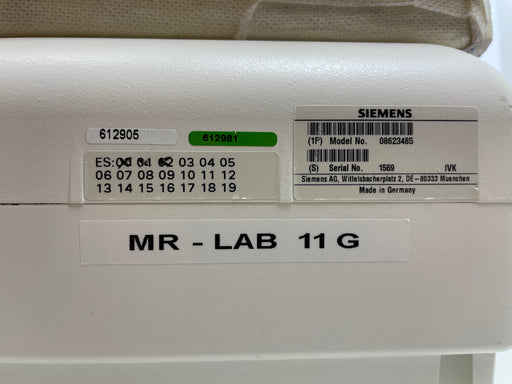 612905
612981
ES: 00 01 02 03 04 05
06 07 08 09 10 11 12
13 14 15 16 17 18 19
SIEMENS
(1P) Model No. 08623485
(S) Serial No. 1569 IVK
Siemens AG, Wittelsbacherplatz 2, DE-80333 Muenchen
Made in Germany
MR - LAB 11 G